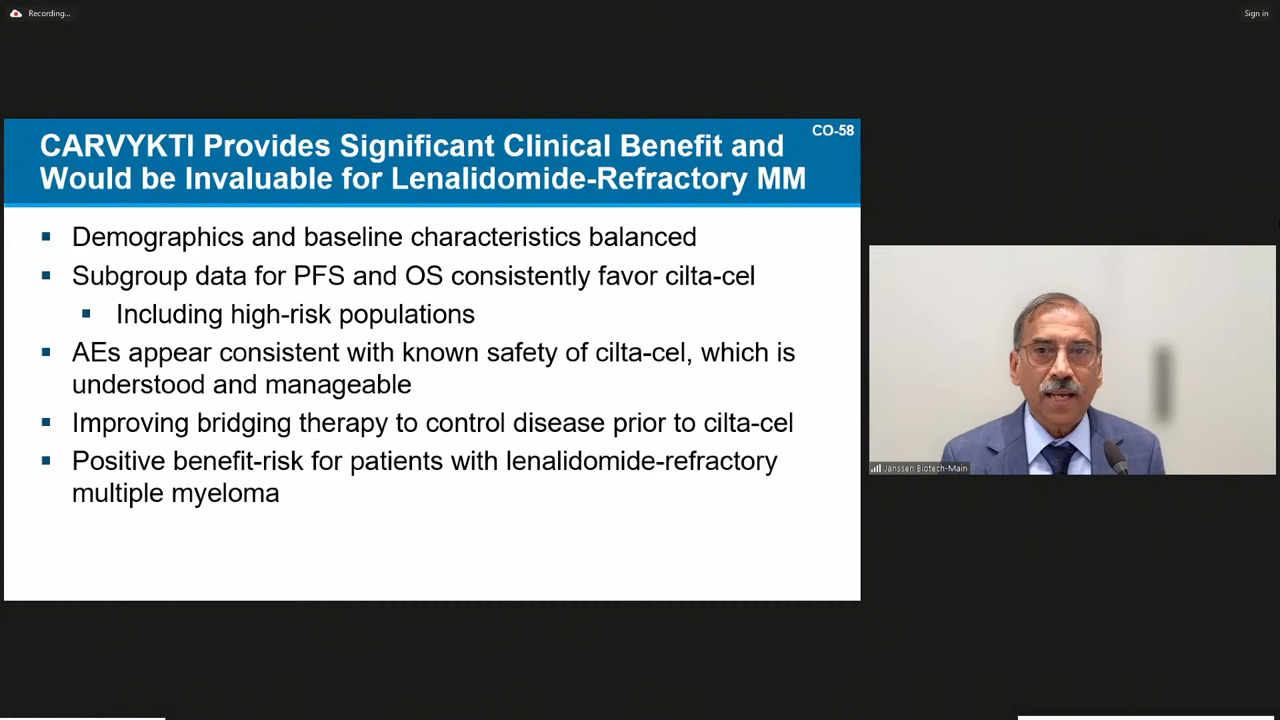 Recording...
Sign in
CO-58
CARVYKTI Provides Significant Clinical Benefit and
Would be Invaluable for Lenalidomide-Refractory MM
Demographics and baseline characteristics balanced
Subgroup data for PFS and OS consistently favor cilta-cel
Including high-risk populations
AEs appear consistent with known safety of cilta-cel, which is
understood and manageable
Improving bridging therapy to control disease prior to cilta-cel
Positive benefit-risk for patients with lenalidomide-refractory
multiple myeloma
Janssen Biotech-Main